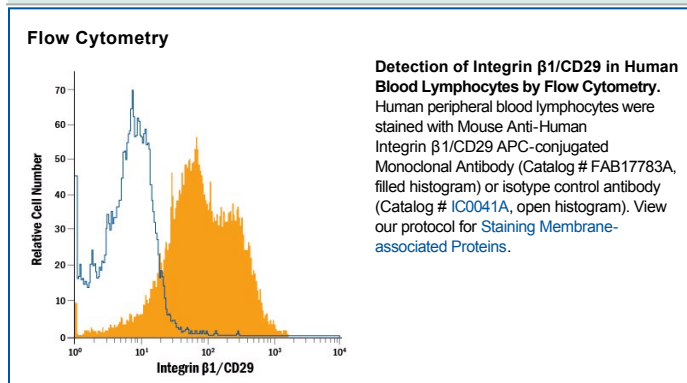 Flow Cytometry
Detection of Integrin β1/CD29 in Human
Blood Lymphocytes by Flow Cytometry.
Human peripheral blood lymphocytes were
stained with Mouse Anti-Human
Integrin β1/CD29 APC-conjugated
Monoclonal Antibody (Catalog # FAB17783A,
filled histogram) or isotype control antibody
(Catalog # IC0041A, open histogram). View
our protocol for Staining Membrane-
associated Proteins.
Relative Cell Number
70
60
50
40
30
20
10
0
10⁰ 10¹ 10² 10³ 10⁴
Integrin β1/CD29